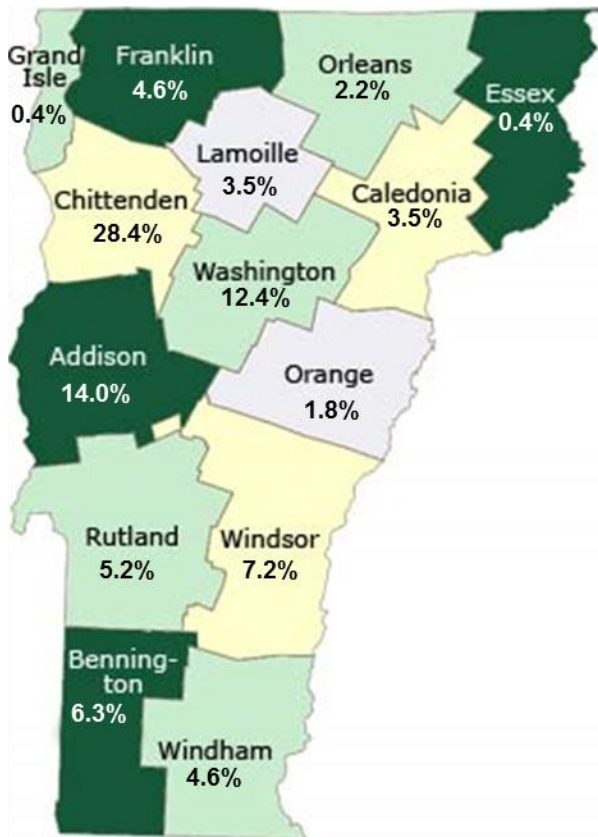 Grand
Isle
0.4%
Franklin
4.6%
Orleans
2.2%
Essex
0.4%
Lamoille
3.5%
Chittenden
28.4%
Caledonia
3.5%
Washington
12.4%
Addison
14.0%
Orange
1.8%
Rutland
5.2%
Windsor
7.2%
Benning-
ton
6.3%
Windham
4.6%